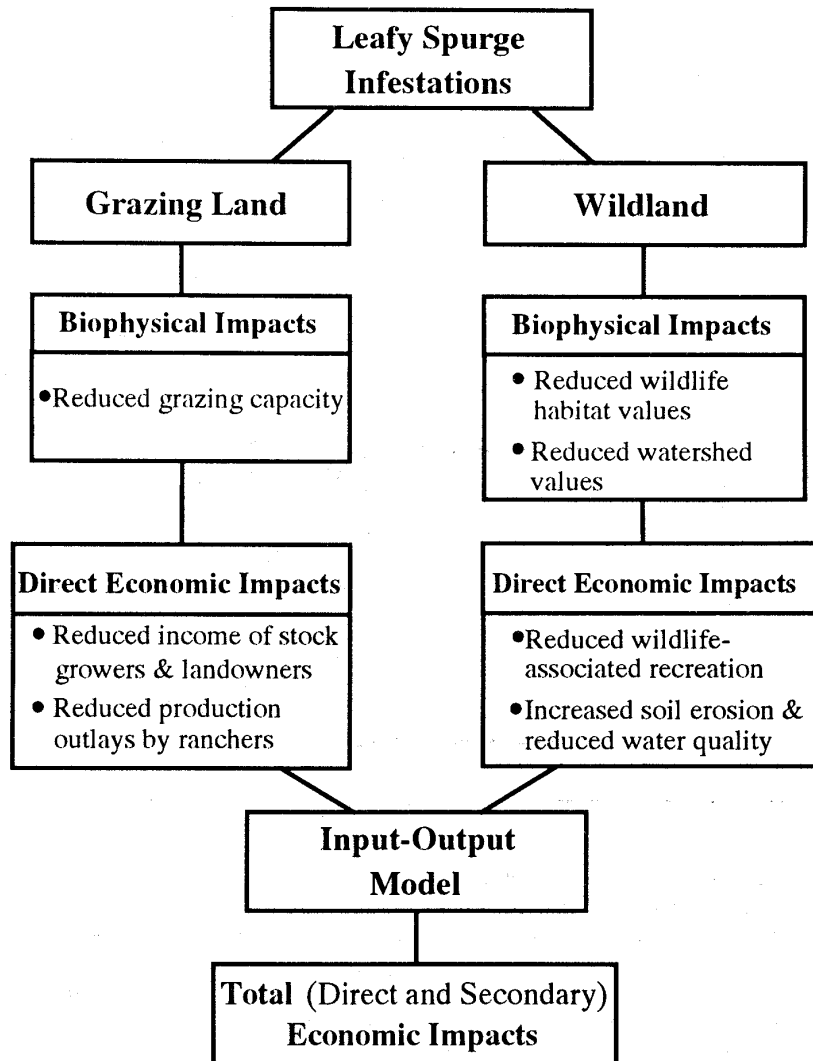 Leafy Spurge
Infestations
Grazing Land
Wildland
Biophysical Impacts
•Reduced grazing capacity
Biophysical Impacts
• Reduced wildlife
habitat values
• Reduced watershed
values
Direct Economic Impacts
• Reduced income of stock
growers & landowners
• Reduced production
outlays by ranchers
Direct Economic Impacts
•Reduced wildlife-
associated recreation
•Increased soil erosion &
reduced water quality
Input-Output
Model
Total (Direct and Secondary)
Economic Impacts